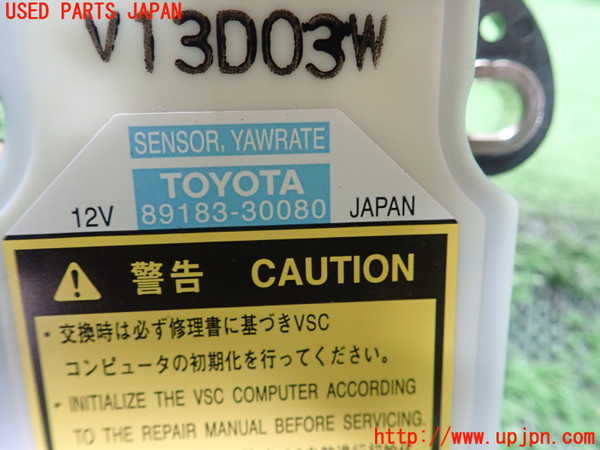 USED PARTS JAPAN
V13D03W
SENSOR, YAWRATE
TOYOTA
12V 89183-30080 JAPAN
警告 CAUTION
・交換時は必ず修理書に基づきVSC
コンピュータの初期化を行ってください。
・INITIALIZE THE VSC COMPUTER ACCORDING
TO THE REPAIR MANUAL BEFORE SERVICING.
http://www.upjpn.com/